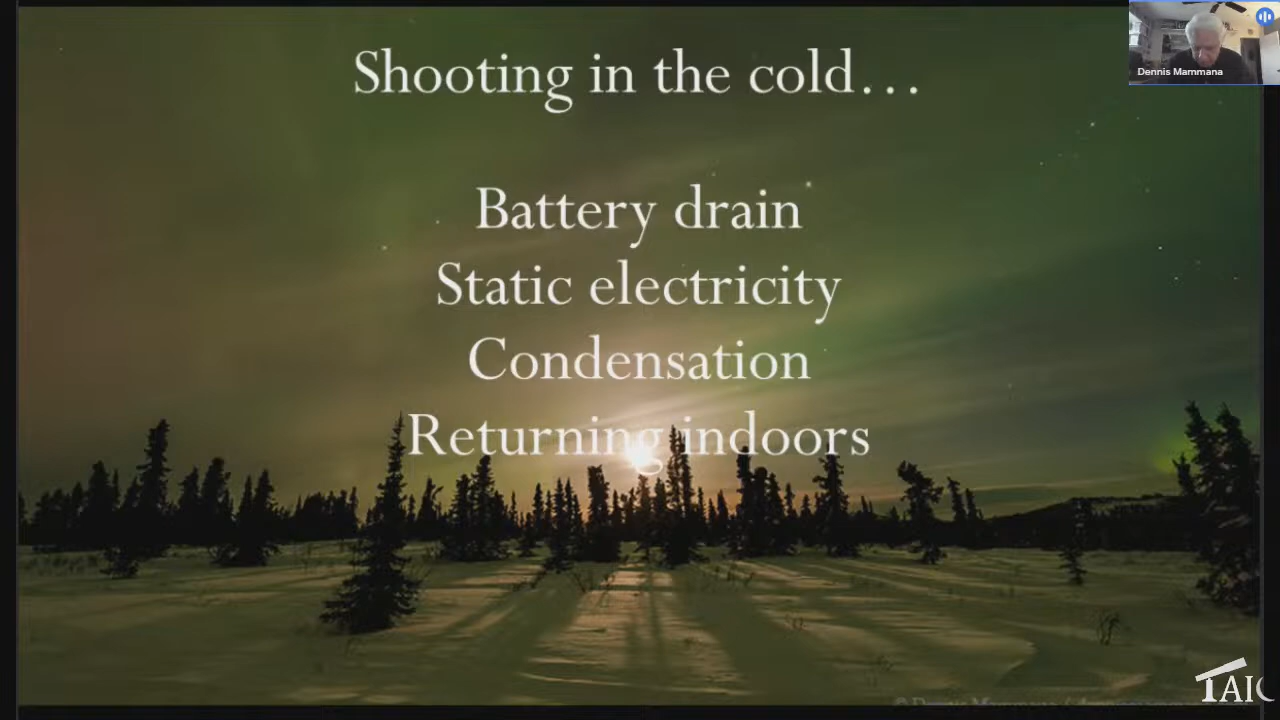 Shooting in the cold…
Dennis Mammana
Battery drain
Static electricity
Condensation
Returning indoors
TAIC